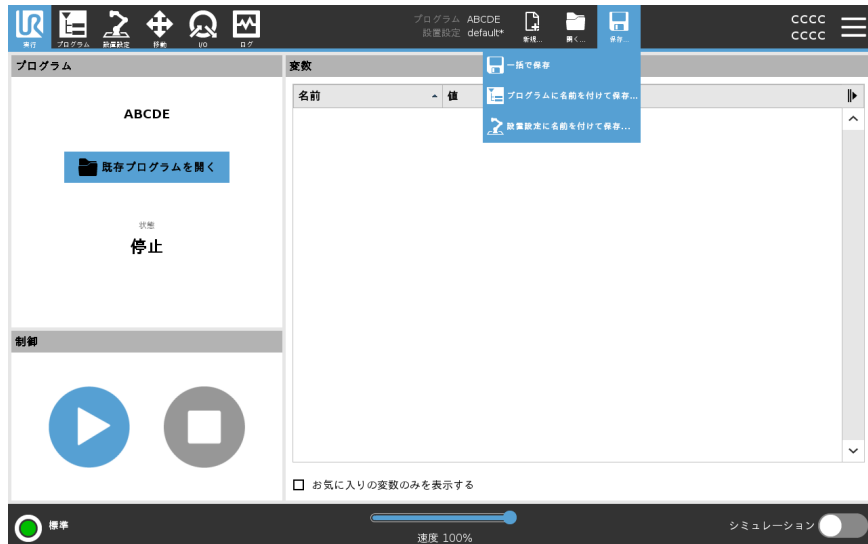 UR
実行
プログラム
設置設定
移動
I/O
ログ
プログラム ABCDE
設置設定 default*
新規...
開く...
保存...
cccc
cccc
一括で保存
プログラムに名前を付けて保存...
設置設定に名前を付けて保存...
プログラム
ABCDE
既存プログラムを開く
状態
停止
変数
名前 値
お気に入りの変数のみを表示する
制御
標準
速度 100%
シミュレーション